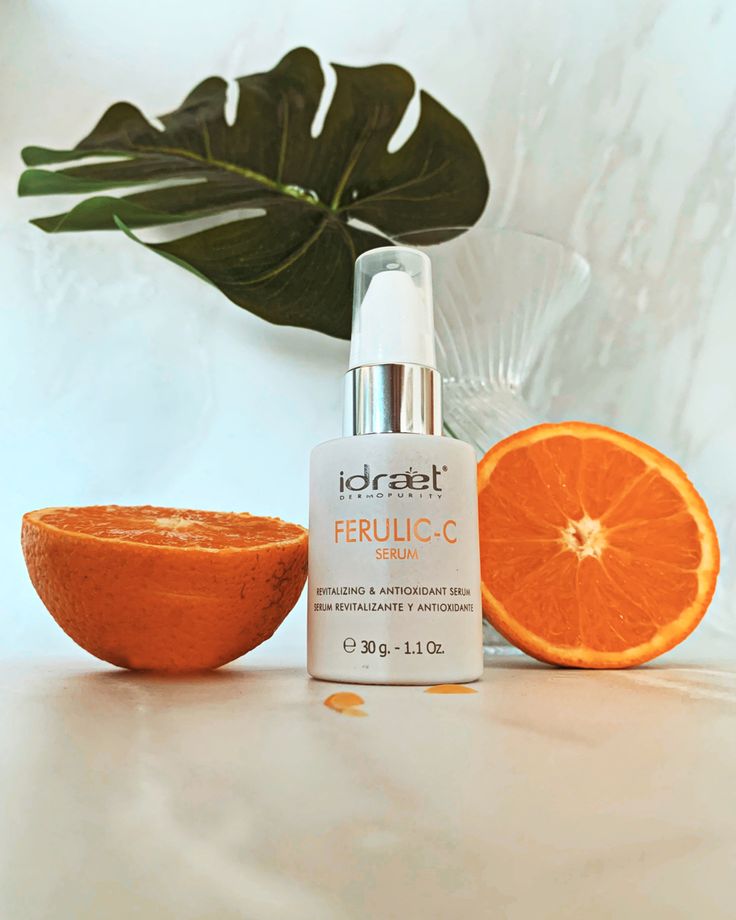 idraet®
DERMOPURITY
FERULIC-C
SERUM
REVITALIZING & ANTIOXIDANT SERUM
SERUM REVITALIZANTE Y ANTIOXIDANTE
℮ 30 g. - 1.1 Oz.